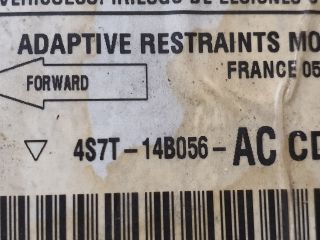 ADAPTIVE RESTRAINTS MO
FORWARD
FRANCE 05
4S7T-14B056-AC CD